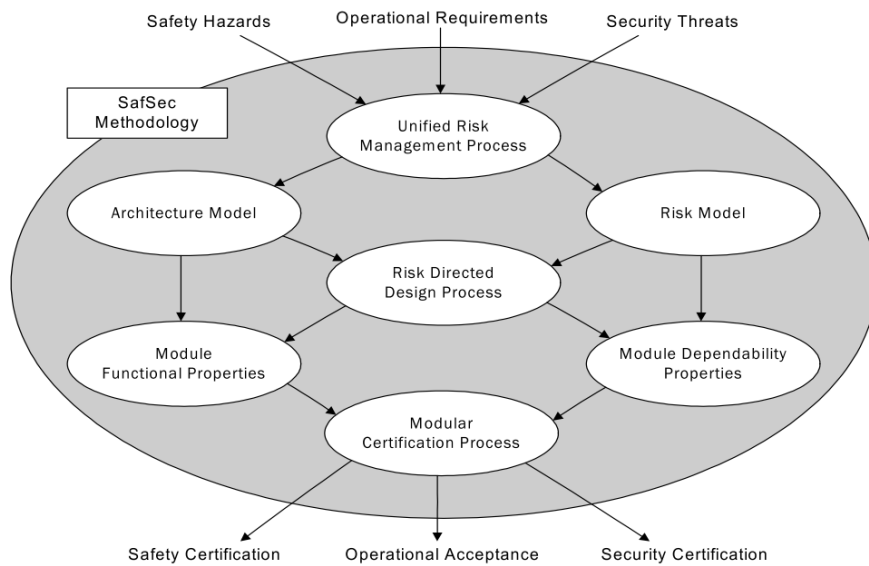 Safety Hazards
Operational Requirements
Security Threats
SafSec
Methodology
Unified Risk
Management Process
Architecture Model
Risk Model
Risk Directed
Design Process
Module
Functional Properties
Module Dependability
Properties
Modular
Certification Process
Safety Certification
Operational Acceptance
Security Certification